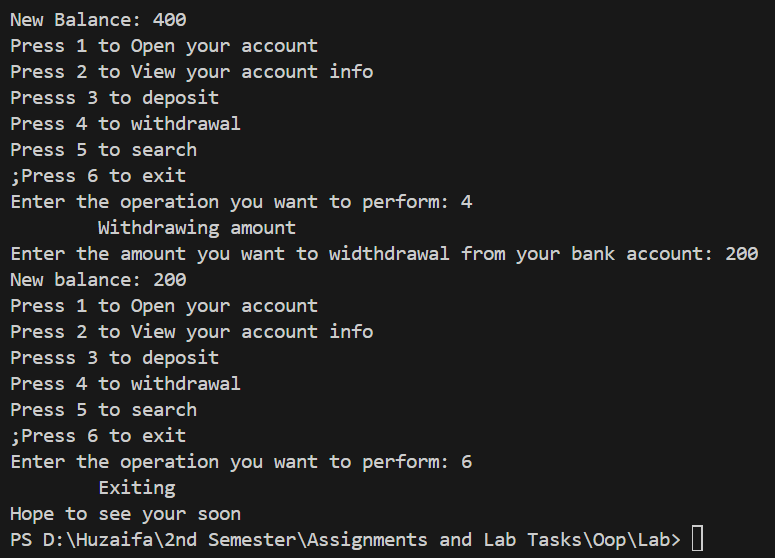 New Balance: 400
Press 1 to Open your account
Press 2 to View your account info
Presss 3 to deposit
Press 4 to withdrawal
Press 5 to search
;Press 6 to exit
Enter the operation you want to perform: 4
        Withdrawing amount
Enter the amount you want to widthdrawal from your bank account: 200
New balance: 200
Press 1 to Open your account
Press 2 to View your account info
Presss 3 to deposit
Press 4 to withdrawal
Press 5 to search
;Press 6 to exit
Enter the operation you want to perform: 6
        Exiting
Hope to see your soon
PS D:\Huzaifa\2nd Semester\Assignments and Lab Tasks\Oop\Lab>